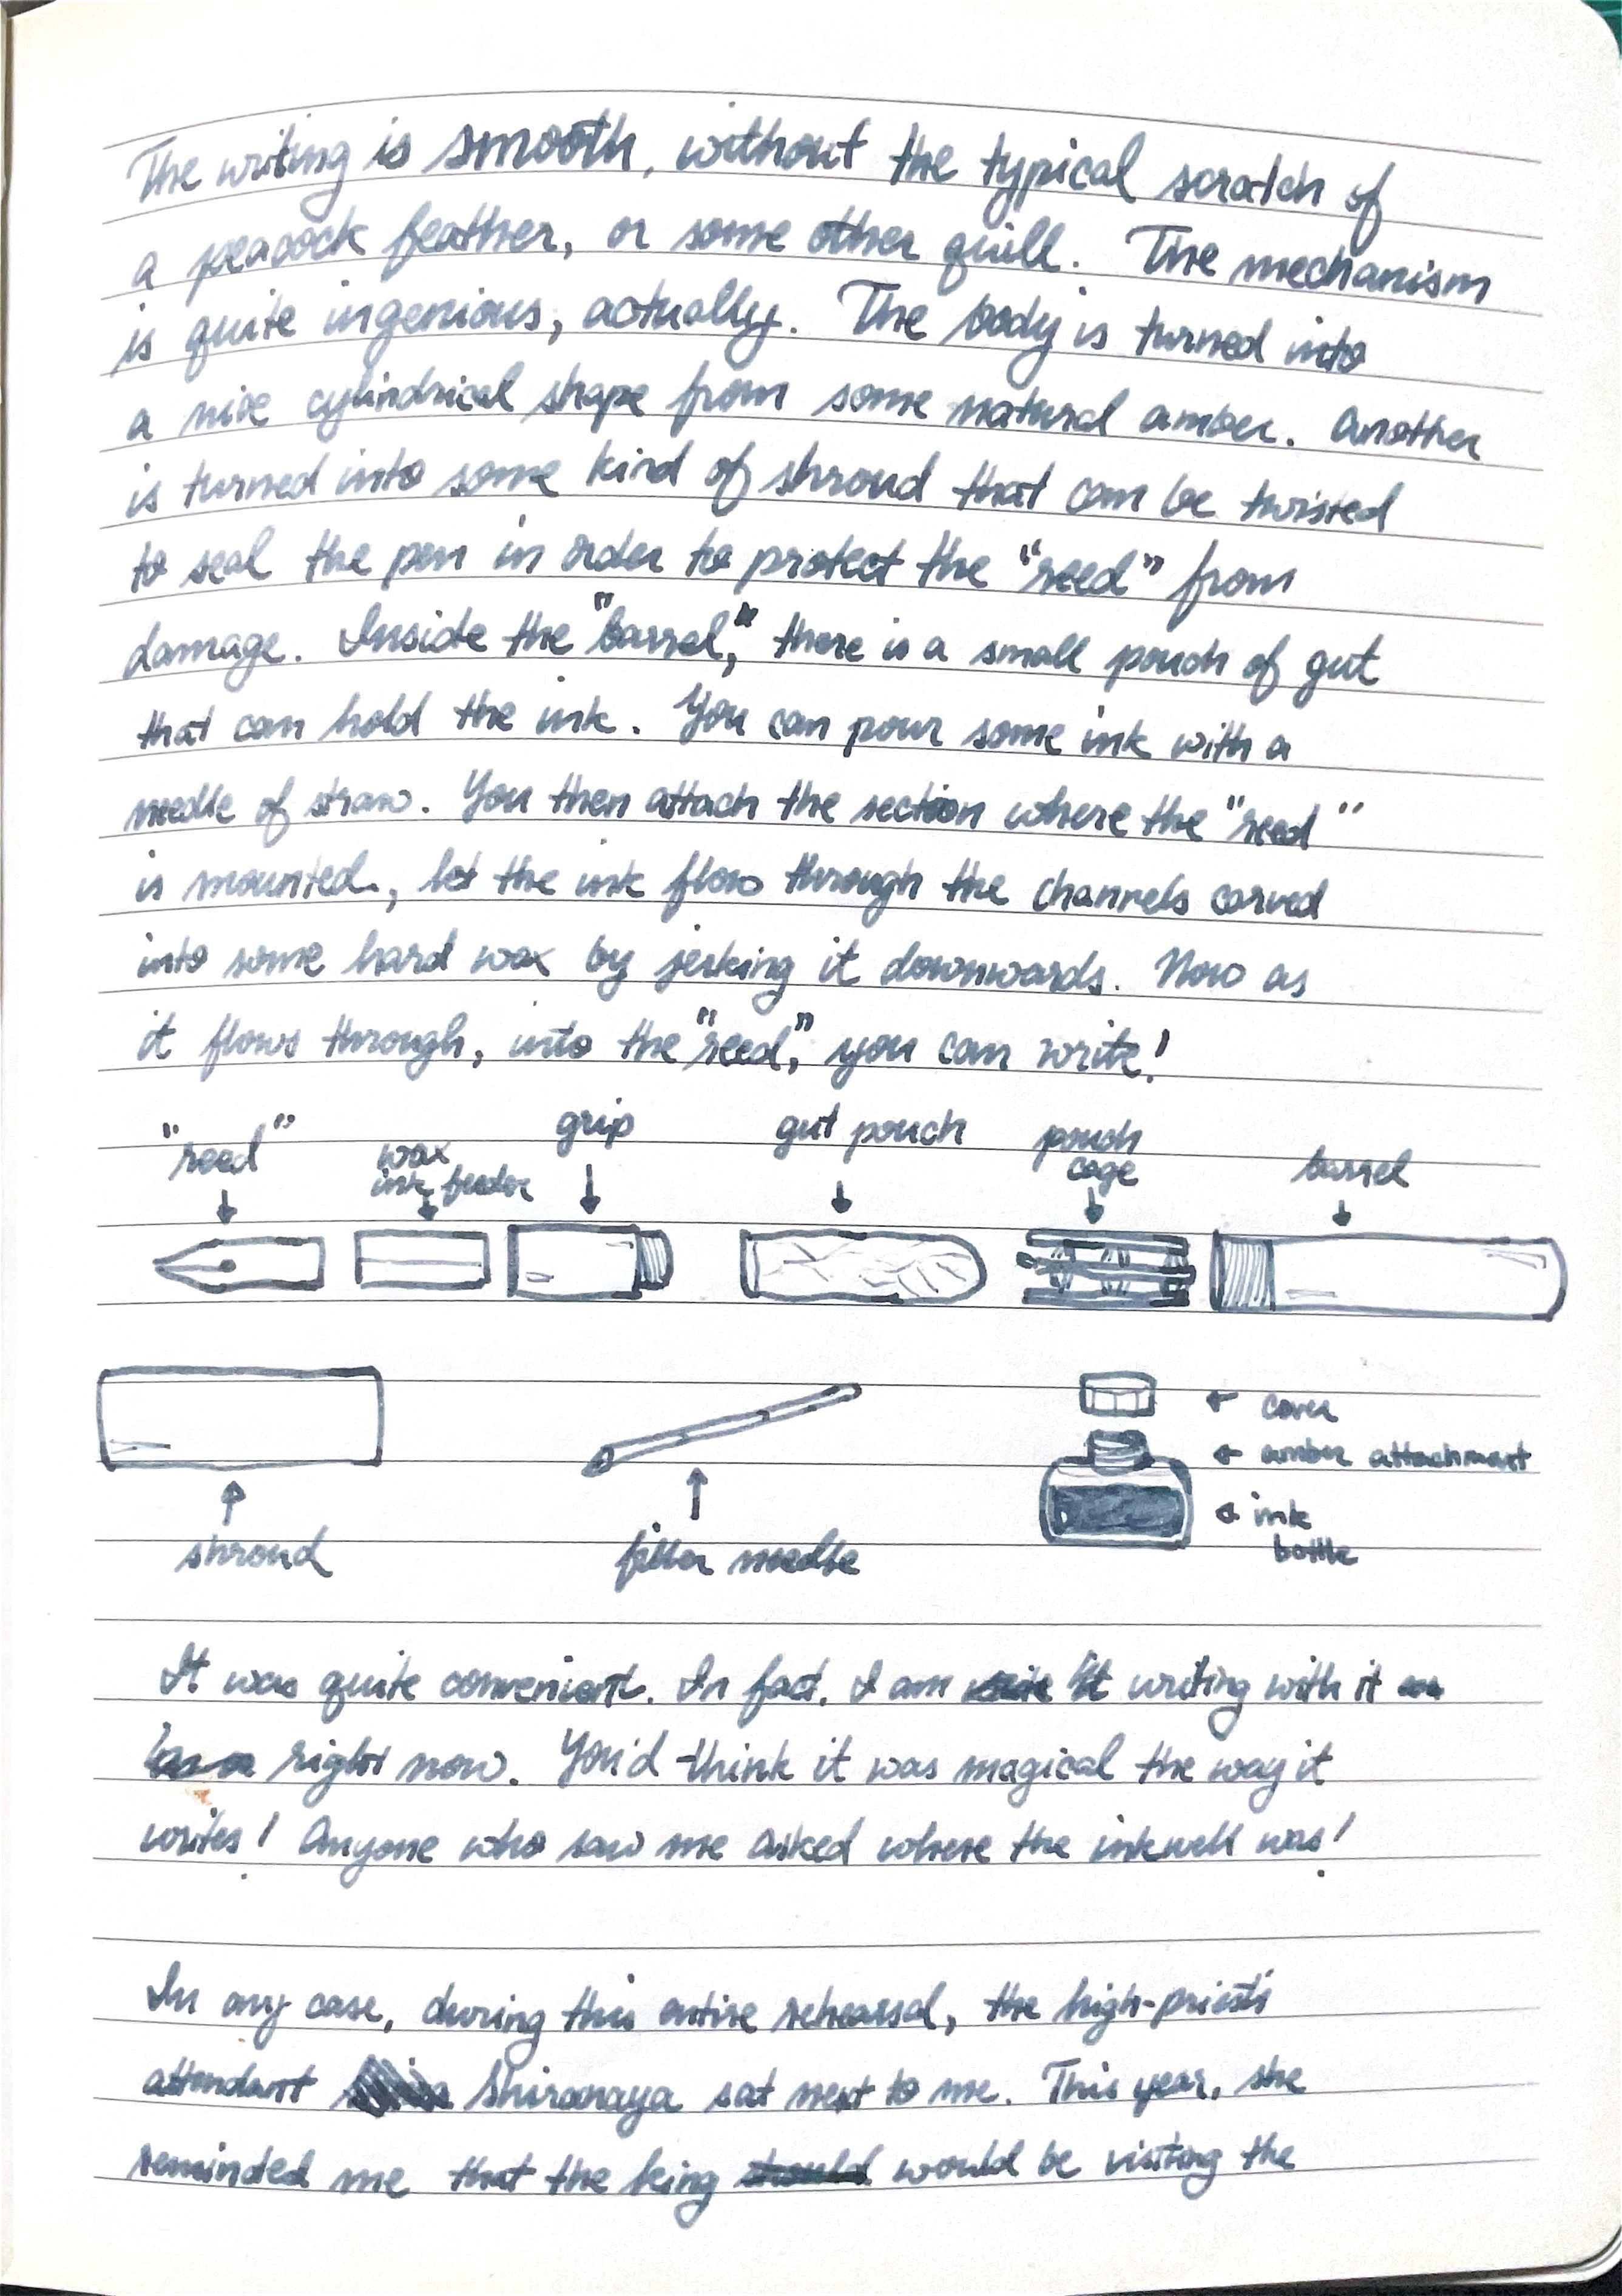 The writing is smooth, without the typical scratch of
a peacock feather, or some other quill. The mechanism
is quite ingenious, actually. The body is turned into
a nice cylindrical shape from some natural amber. Another
is turned into some kind of shroud that can be twisted
to seal the pen in order to protect the "reed" from
damage. Inside the "barrel," there is a small pouch of gut
that can hold the ink. You can pour some ink with a
needle of straw. You then attach the section where the "reed"
is mounted, let the ink flow through the channels carved
into some hard wax by jerking it downwards. Now as
it flows through, into the "reed," you can write!
"reed"
wax
ink feeder
grip
gut pouch
pouch
cage
barrel
cover
amber attachment
ink
bottle
shroud
filler needle
It was quite convenient. In fact, I am writing with it
right now. You'd think it was magical the way it
writes! Anyone who saw me asked where the inkwell was!
In any case, during this entire rehearsal, the high-priest's
attendant Shiranaya sat next to me. This year, she
reminded me that the king would be visiting the